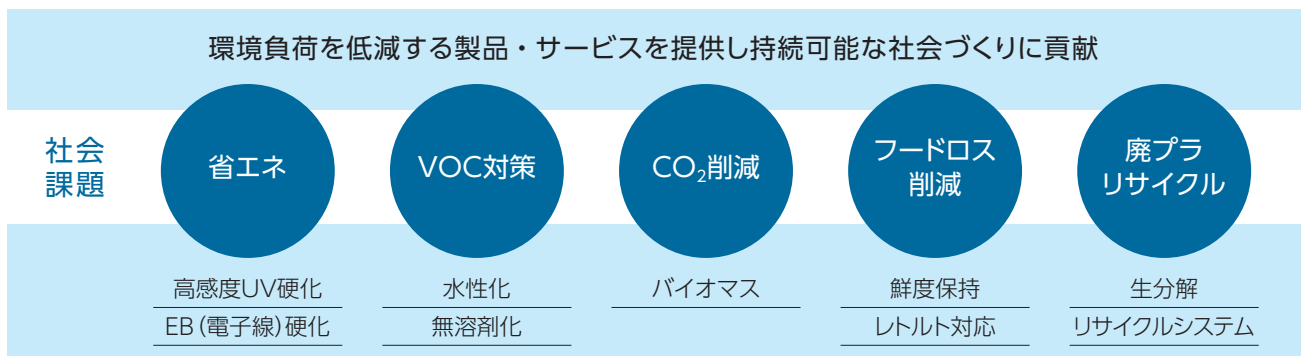 環境負荷を低減する製品・サービスを提供し持続可能な社会づくりに貢献
社会
課題
省エネ
VOC対策
CO₂削減
フードロス
削減
廃プラ
リサイクル
高感度UV硬化
EB(電子線)硬化
水性化
無溶剤化
バイオマス
鮮度保持
レトルト対応
生分解
リサイクルシステム